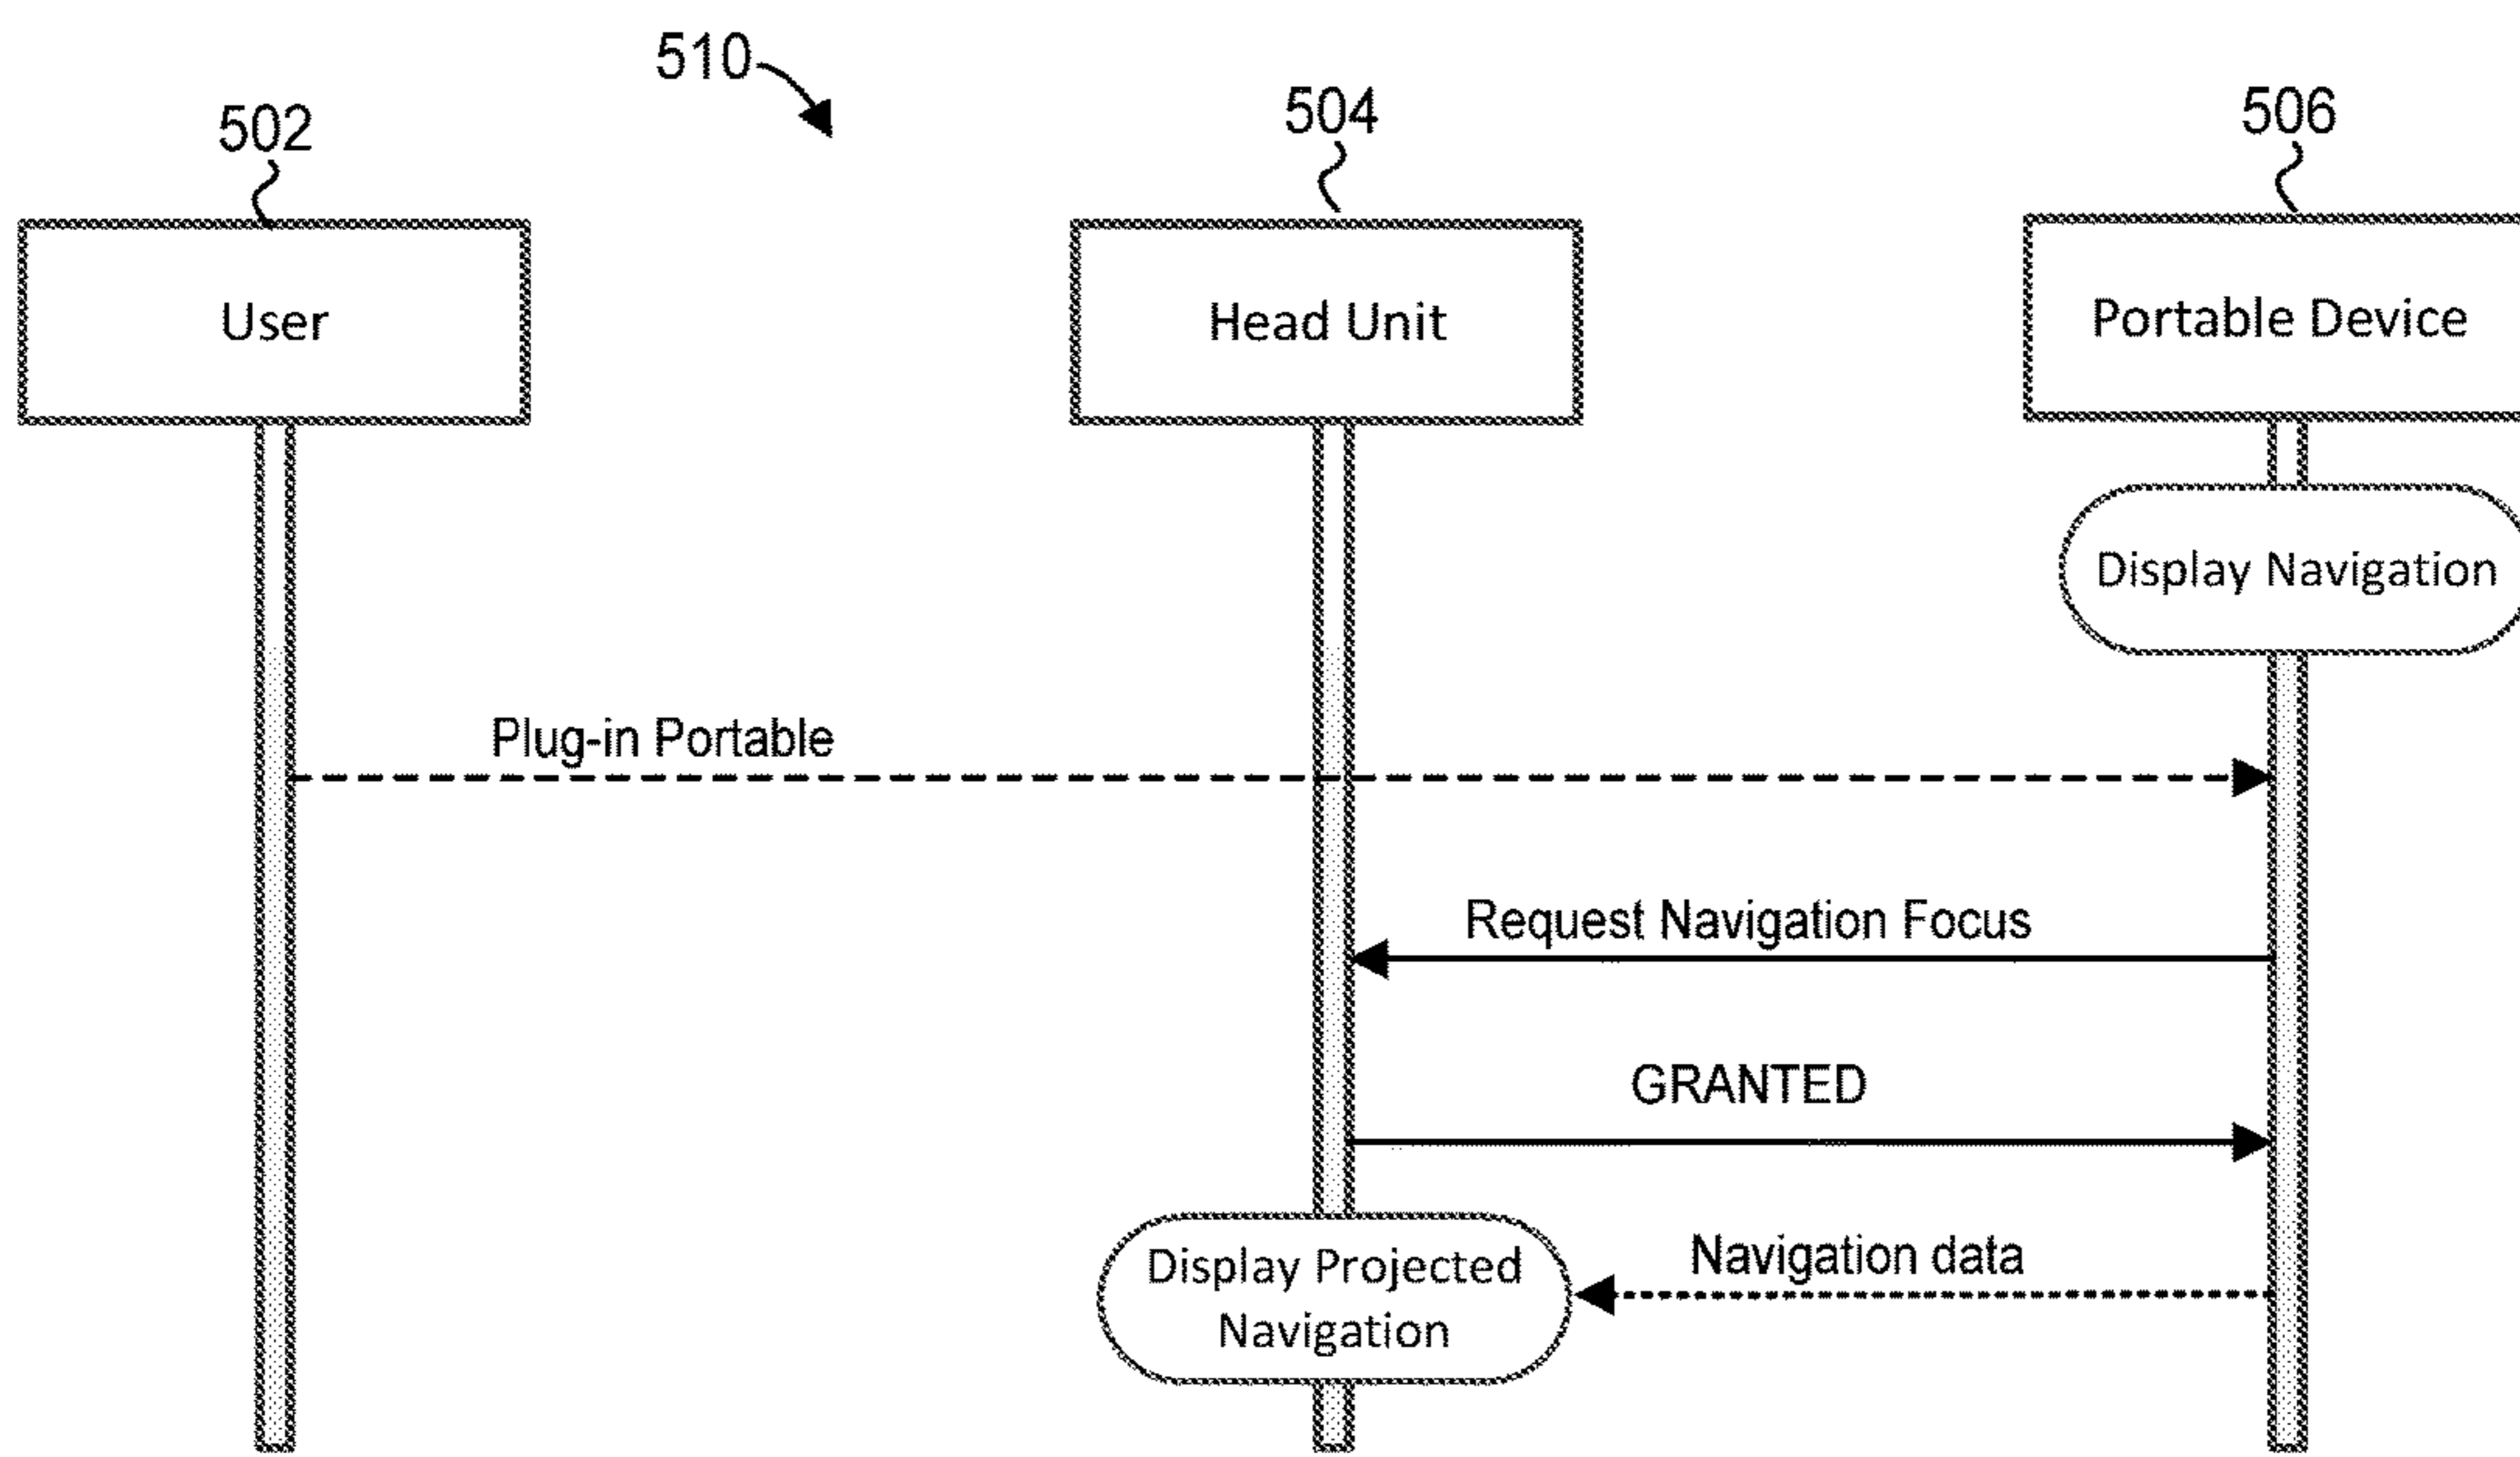 510
502
504
506
User
Head Unit
Portable Device
Display Navigation
Plug-in Portable
Request Navigation Focus
GRANTED
Navigation data
Display Projected
Navigation